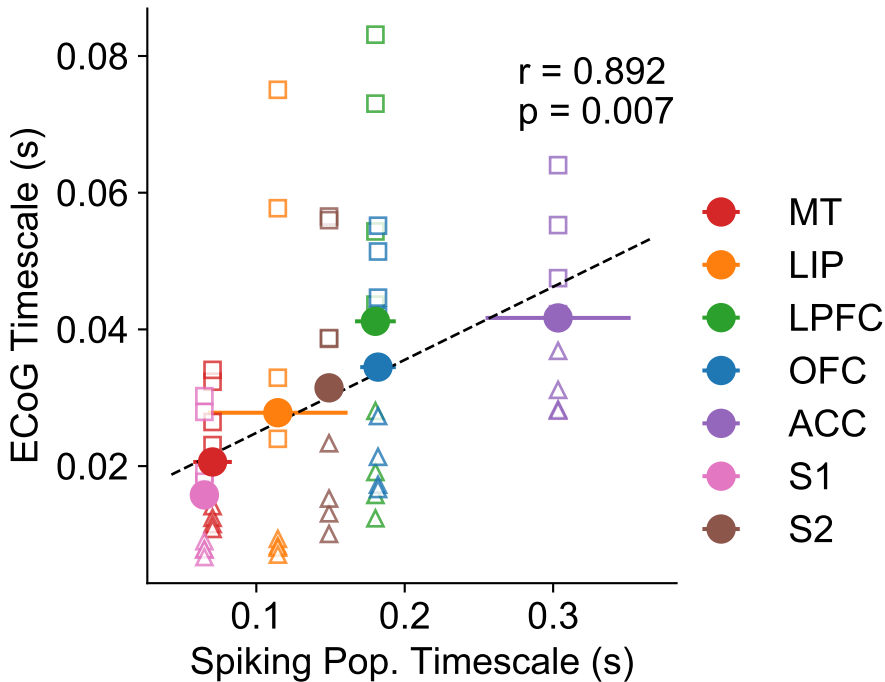 r = 0.892
p = 0.007
0.08
0.06
0.04
0.02
ECoG Timescale (s)
0.1 0.2 0.3
Spiking Pop. Timescale (s)
MT
LIP
LPFC
OFC
ACC
S1
S2